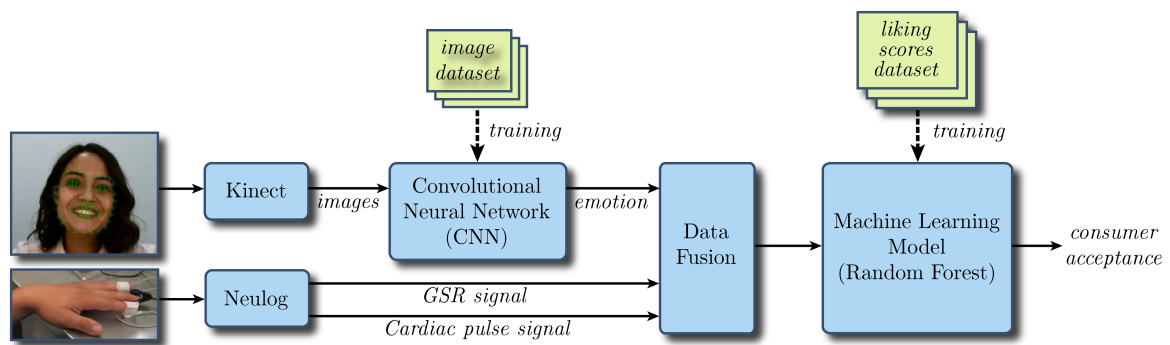 image
dataset
liking
scores
dataset
training
training
Kinect
images
Convolutional
Neural Network
(CNN)
emotion
Data
Fusion
Machine Learning
Model
(Random Forest)
consumer
acceptance
Neulog
GSR signal
Cardiac pulse signal